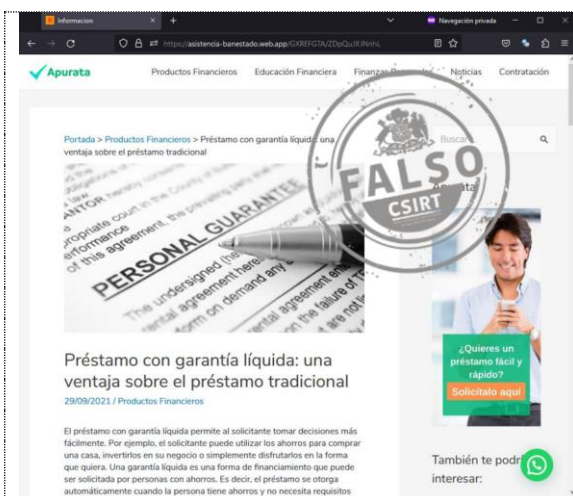 Informacion
Navegación privada
https://asistencia-banestado.web.app/GXREFGTA/ZDpQuJXJNnhL
Apurata
Productos Financieros Educación Financiera Finanzas Noticias Contratación
Portada > Productos Financieros > Préstamo con garantía líquida: una
ventaja sobre el préstamo tradicional
Buscar
FALSO
CSIRT
PERSONAL GUARANTEE
Préstamo con garantía líquida: una
ventaja sobre el préstamo tradicional
29/09/2021 / Productos Financieros
El préstamo con garantía líquida permite al solicitante tomar decisiones más
fácilmente. Por ejemplo, el solicitante puede utilizar los ahorros para comprar
una casa, invertirlos en su negocio o simplemente disfrutarlos en la forma
que quiera. Una garantía líquida es una forma de financiamiento que puede
ser solicitada por personas con ahorros. Es decir, el préstamo se otorga
automáticamente cuando la persona tiene ahorros y no necesita requisitos
¿Quieres un
préstamo fácil y
rápido?
Solicítalo aquí
También te
interesar: